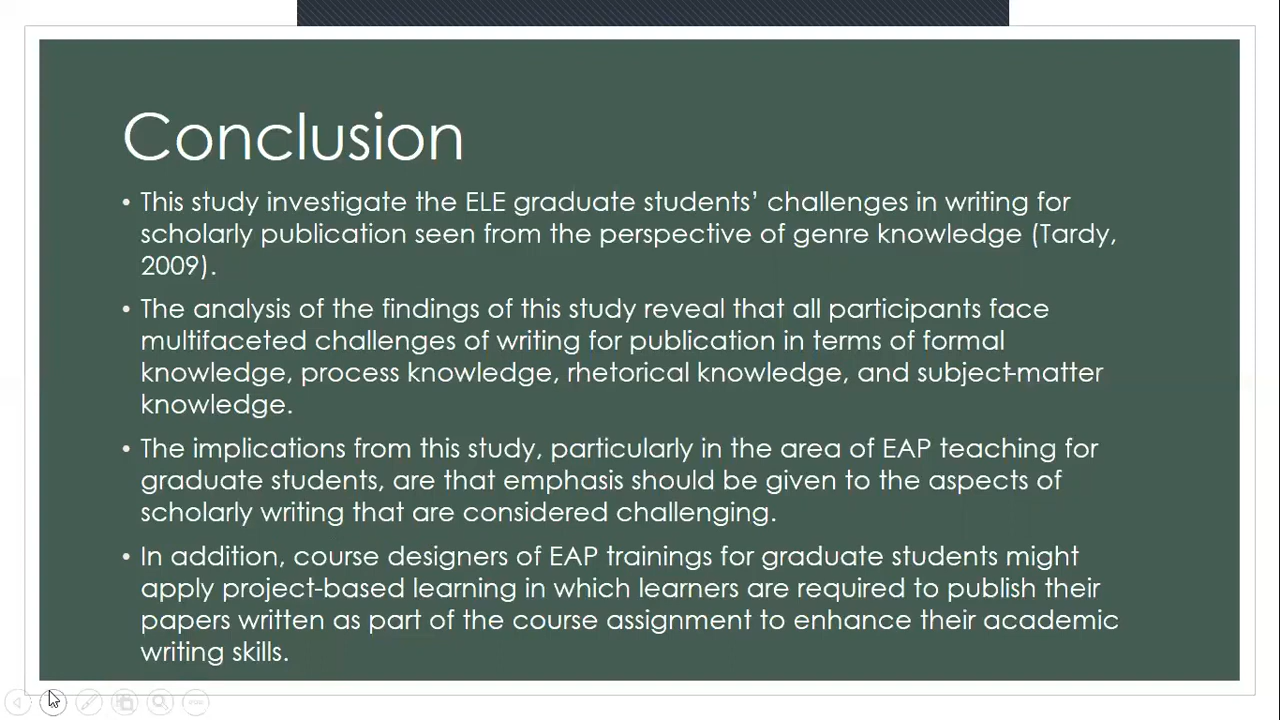 Conclusion
• This study investigate the ELE graduate students’ challenges in writing for
scholarly publication seen from the perspective of genre knowledge (Tardy,
2009).
• The analysis of the findings of this study reveal that all participants face
multifaceted challenges of writing for publication in terms of formal
knowledge, process knowledge, rhetorical knowledge, and subject-matter
knowledge.
• The implications from this study, particularly in the area of EAP teaching for
graduate students, are that emphasis should be given to the aspects of
scholarly writing that are considered challenging.
• In addition, course designers of EAP trainings for graduate students might
apply project-based learning in which learners are required to publish their
papers written as part of the course assignment to enhance their academic
writing skills.